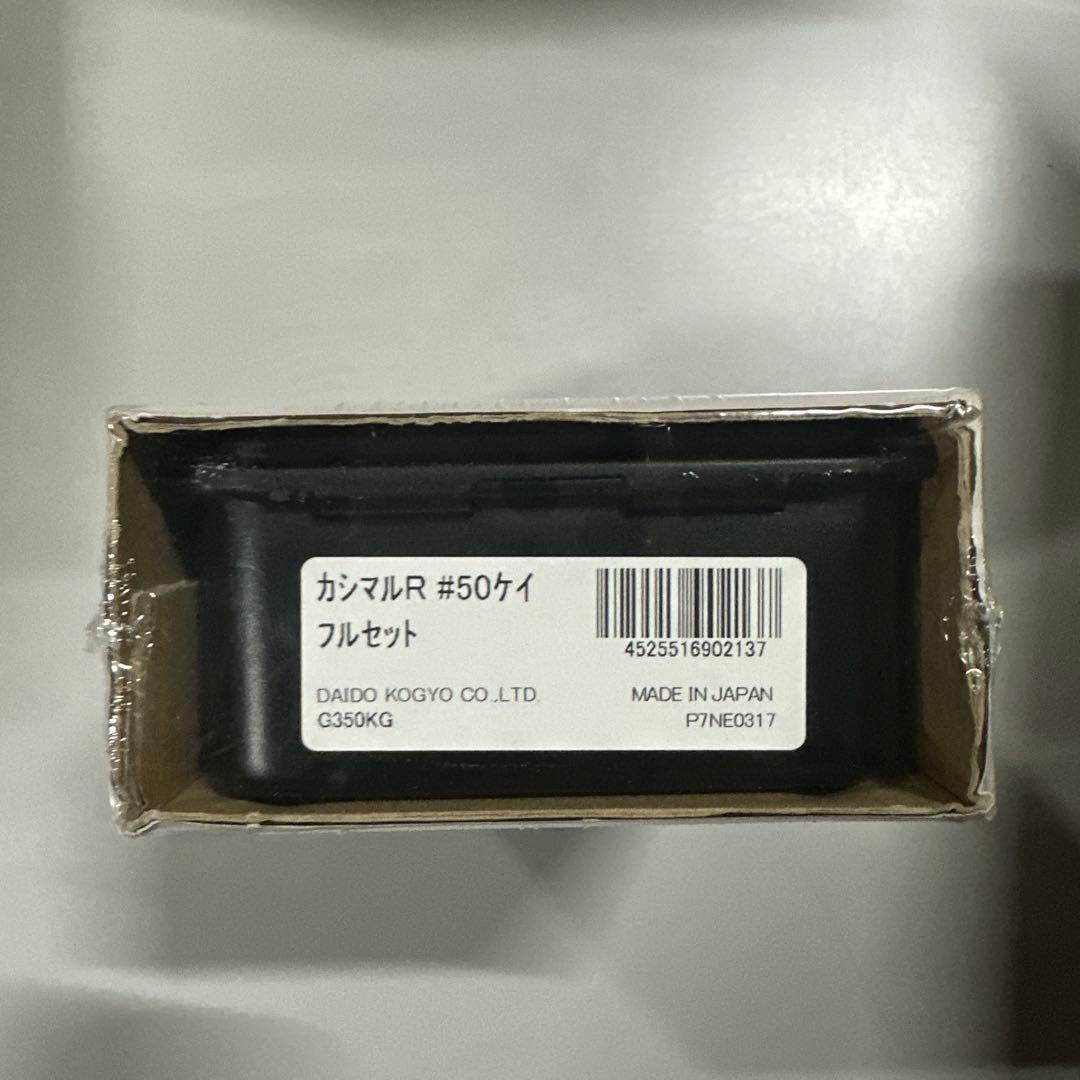 カシマルR #50ケイ
フルセット
4525516902137
DAIDO KOGYO CO.,LTD.
MADE IN JAPAN
G350KG
P7NE0317